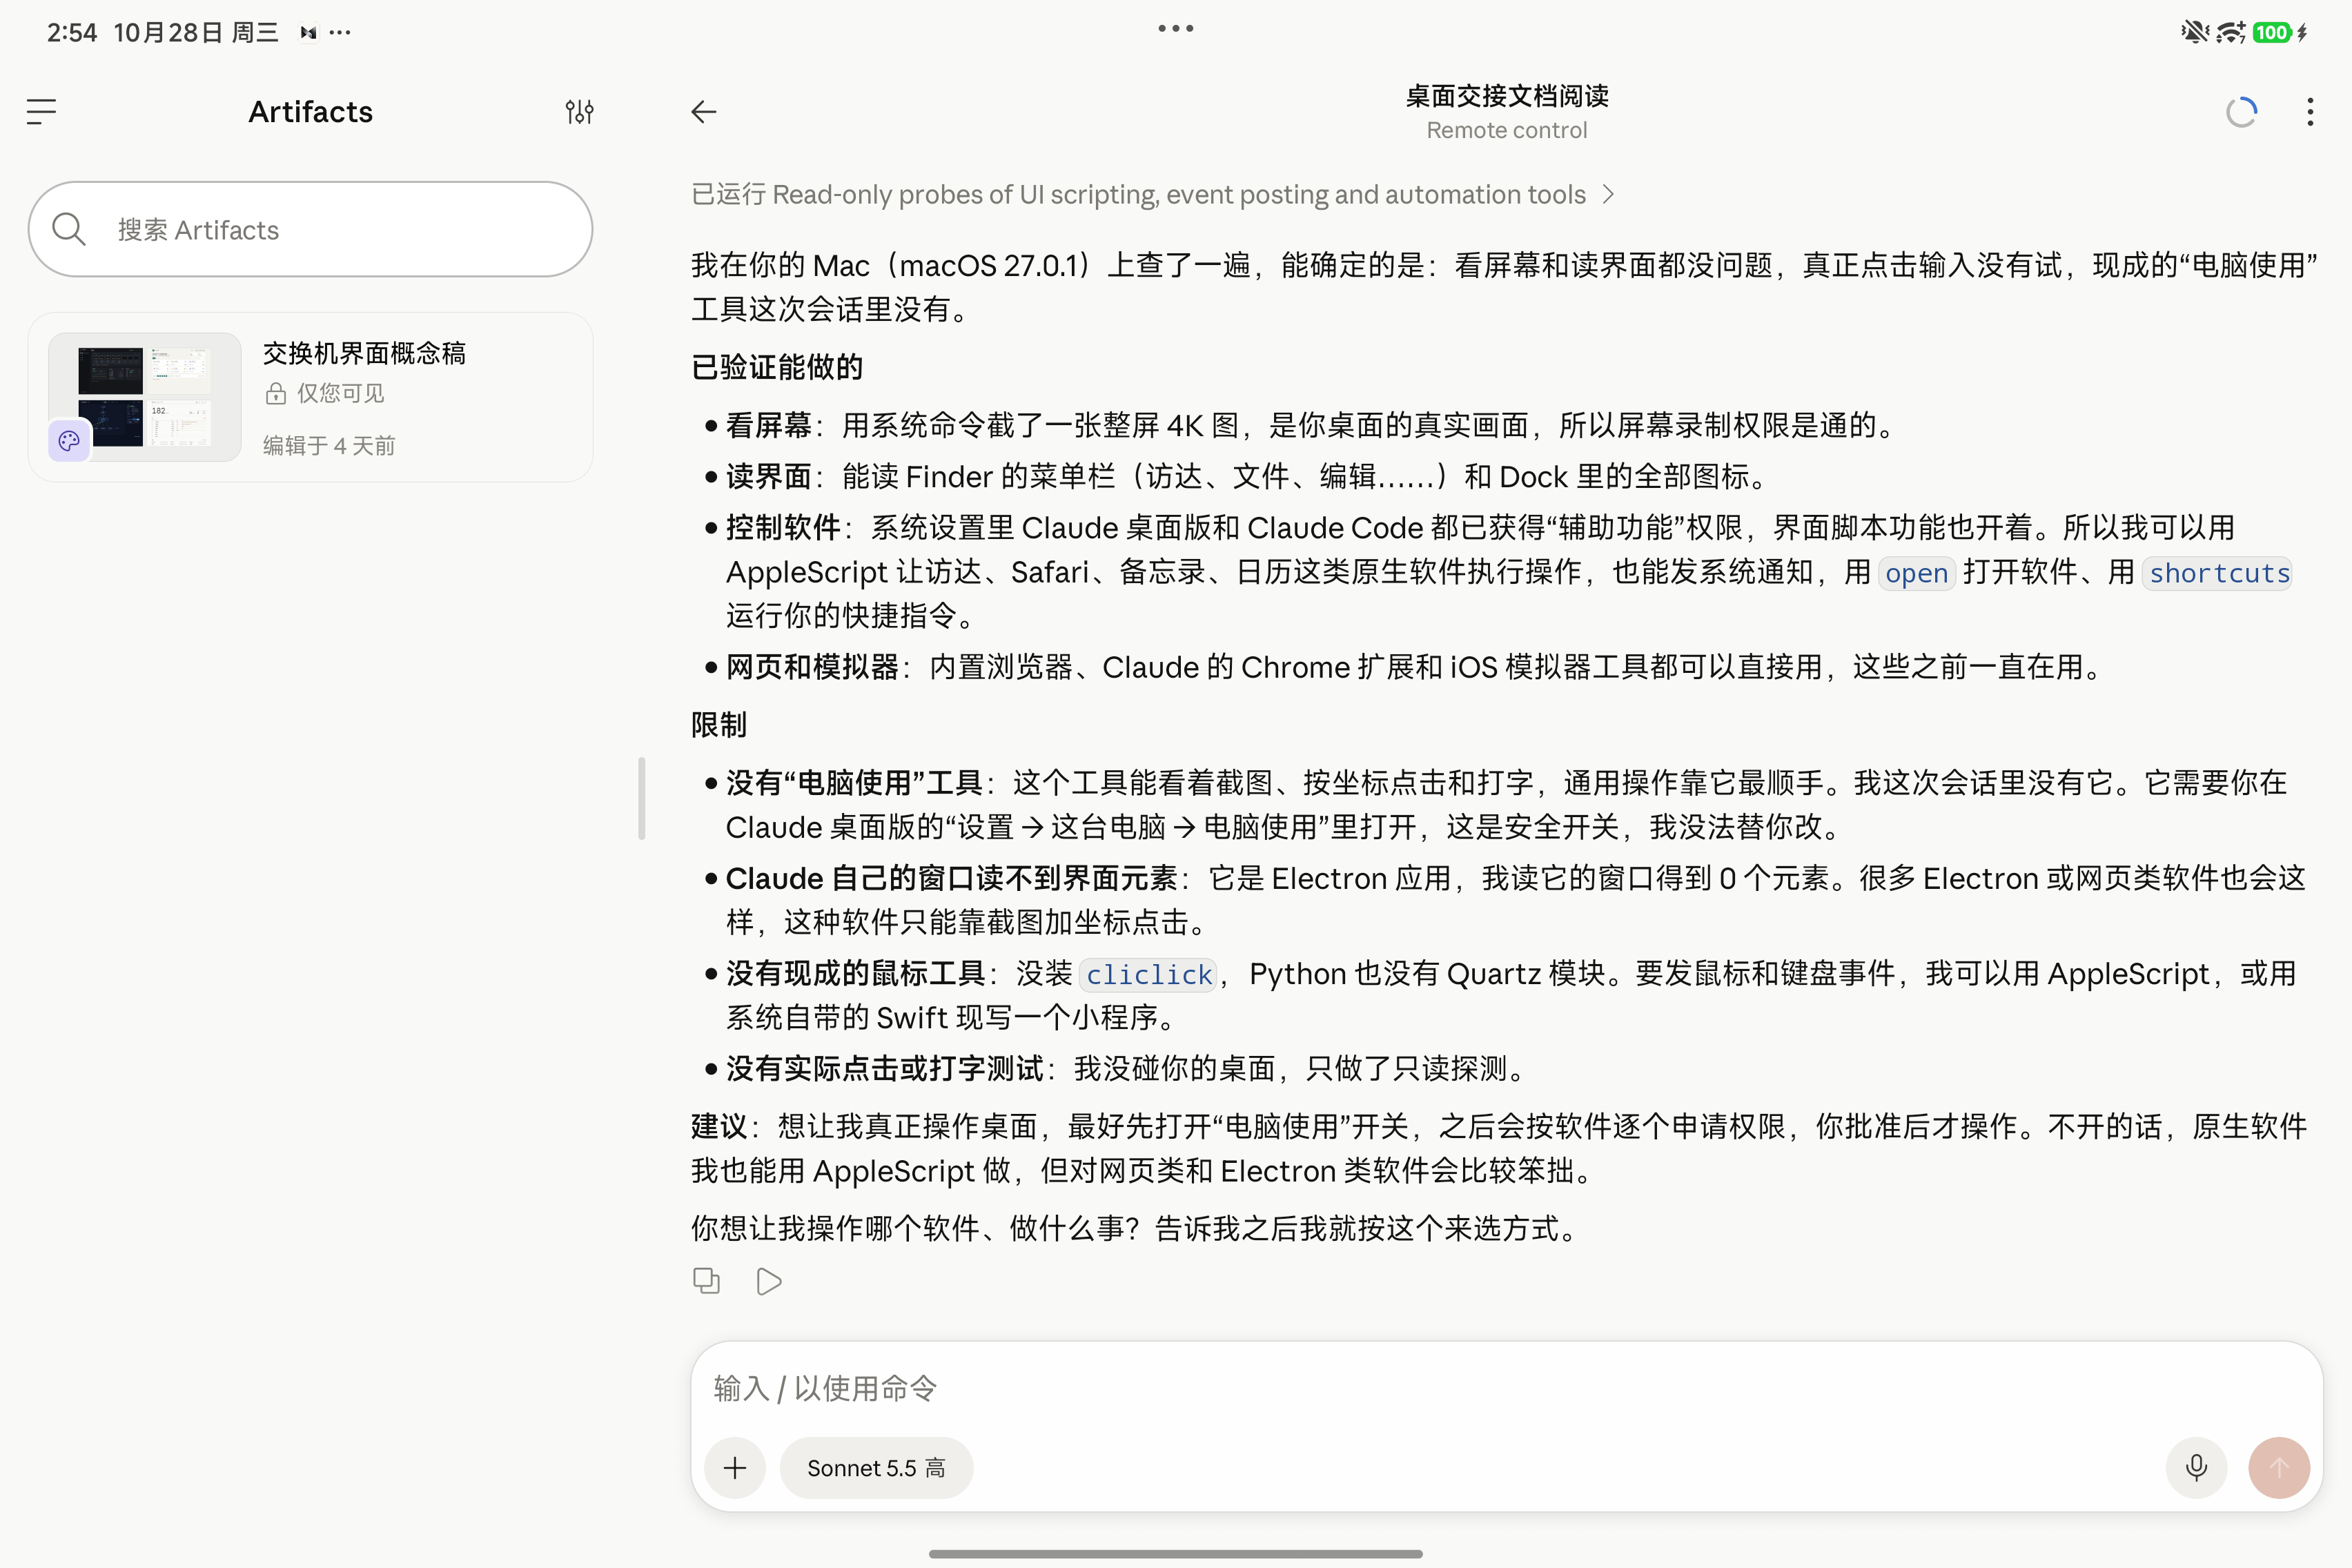 2:54 10月28日 周三
100
Artifacts
搜索 Artifacts
交换机界面概念稿
仅您可见
编辑于 4 天前
182
桌面交接文档阅读
Remote control
已运行 Read-only probes of UI scripting, event posting and automation tools
我在你的 Mac（macOS 27.0.1）上查了一遍，能确定的是：看屏幕和读界面都没问题，真正点击输入没有试，现成的“电脑使用”
工具这次会话里没有。
已验证能做的
• 看屏幕：用系统命令截了一张整屏 4K 图，是你桌面的真实画面，所以屏幕录制权限是通的。
• 读界面：能读 Finder 的菜单栏（访达、文件、编辑……）和 Dock 里的全部图标。
• 控制软件：系统设置里 Claude 桌面版和 Claude Code 都已获得“辅助功能”权限，界面脚本功能也开着。所以我可以用
AppleScript 让访达、Safari、备忘录、日历这类原生软件执行操作，也能发系统通知，用 open 打开软件、用 shortcuts
运行你的快捷指令。
• 网页和模拟器：内置浏览器、Claude 的 Chrome 扩展和 iOS 模拟器工具都可以直接用，这些之前一直在用。
限制
• 没有“电脑使用”工具：这个工具能看着截图、按坐标点击和打字，通用操作靠它最顺手。我这次会话里没有它。它需要你在
Claude 桌面版的“设置 → 这台电脑 → 电脑使用”里打开，这是安全开关，我没法替你改。
• Claude 自己的窗口读不到界面元素：它是 Electron 应用，我读它的窗口得到 0 个元素。很多 Electron 或网页类软件也会这
样，这种软件只能靠截图加坐标点击。
• 没有现成的鼠标工具：没装 cliclick，Python 也没有 Quartz 模块。要发鼠标和键盘事件，我可以用 AppleScript，或用
系统自带的 Swift 现写一个小程序。
• 没有实际点击或打字测试：我没碰你的桌面，只做了只读探测。
建议：想让我真正操作桌面，最好先打开“电脑使用”开关，之后会按软件逐个申请权限，你批准后才操作。不开的话，原生软件
我也能用 AppleScript 做，但对网页类和 Electron 类软件会比较笨拙。
你想让我操作哪个软件、做什么事？告诉我之后我就按这个来选方式。
输入 / 以使用命令
Sonnet 5.5 高